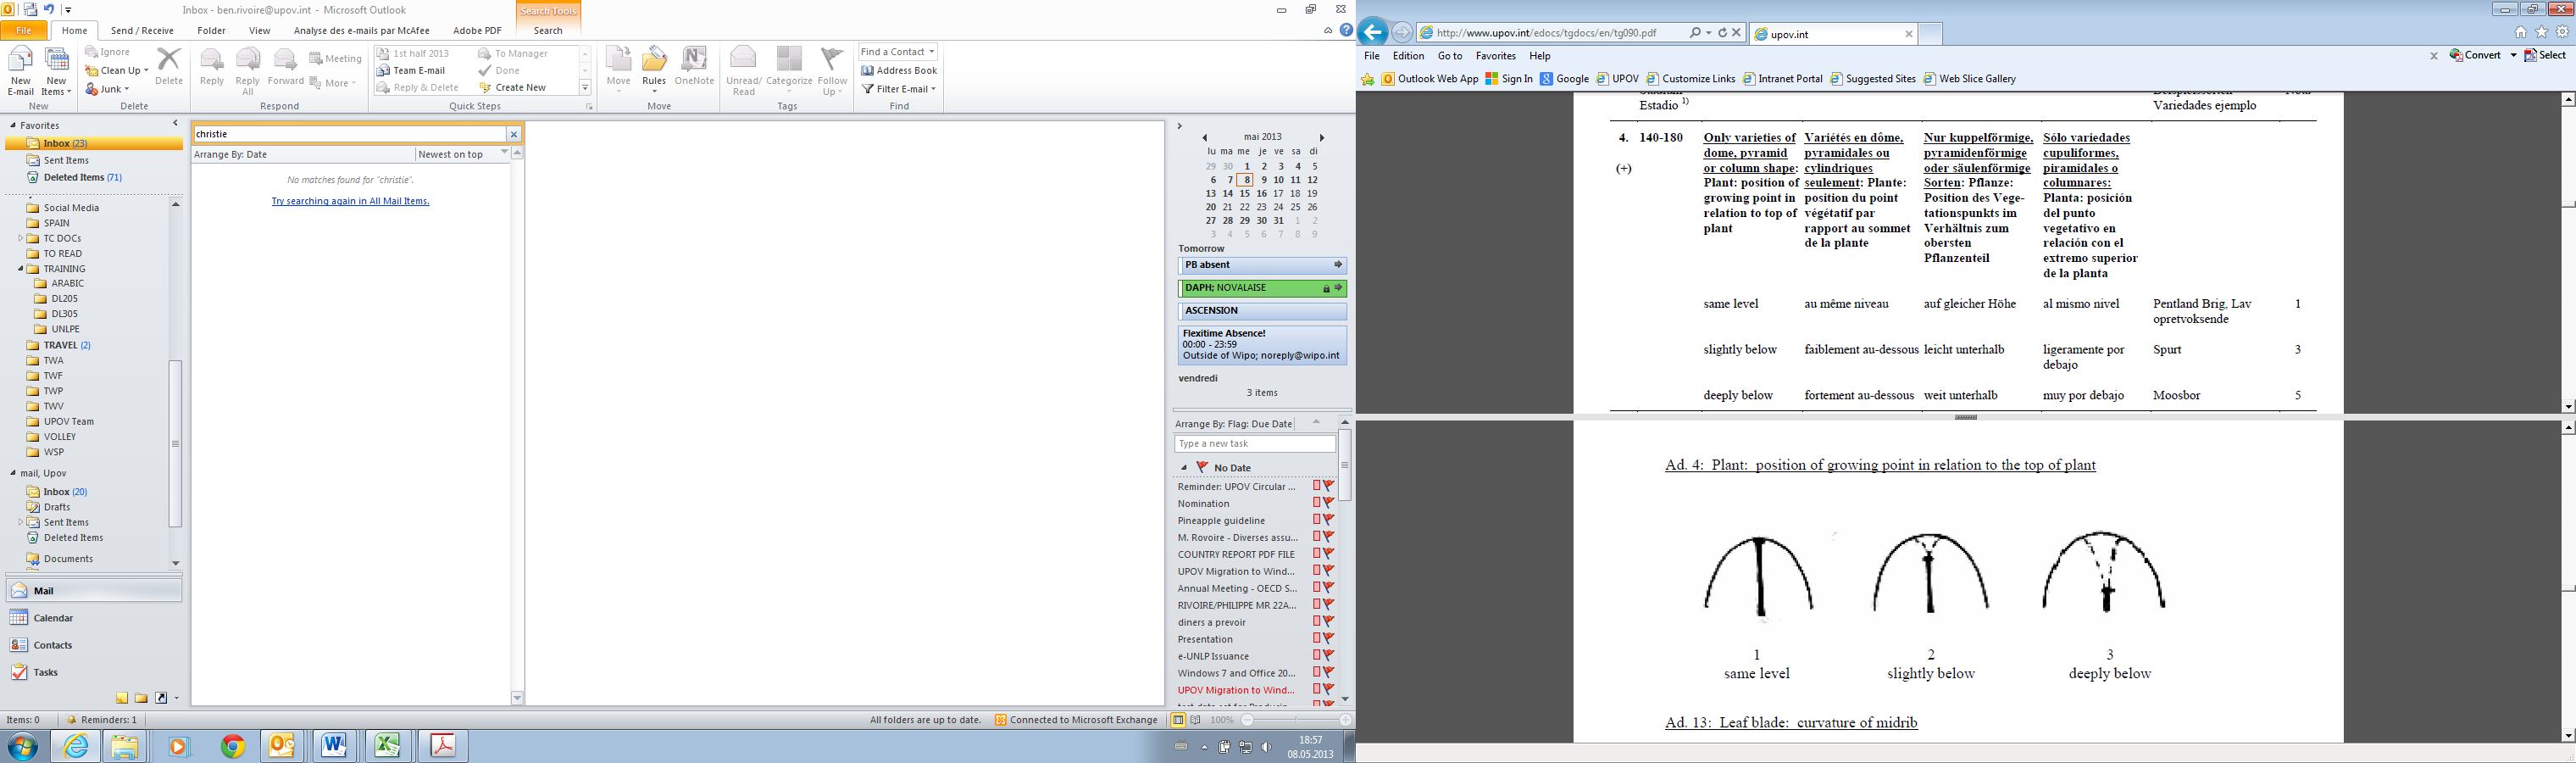 Inbox - ben.rivoire@upov.int - Microsoft Outlook
Search Tools
File
Home
Send / Receive
Folder
View
Analyse des e-mails par McAfee
Adobe PDF
Search
New E-mail
New Items
New
Ignore
Clean Up
Junk
Delete
Delete
Reply
Reply All
Forward
Meeting
More
Respond
1st half 2013
Team E-mail
Reply & Delete
To Manager
Done
Create New
Quick Steps
Move
Rules
OneNote
Move
Unread/ Read
Categorize
Follow Up
Tags
Find a Contact
Address Book
Filter E-mail
Find
Favorites
Inbox (23)
Sent Items
Deleted Items (71)
Social Media
SPAIN
TC DOCs
TO READ
TRAINING
ARABIC
DL205
DL305
UNLPE
TRAVEL (2)
TWA
TWF
TWP
TWV
UPOV Team
VOLLEY
WSP
mail, Upov
Inbox (20)
Drafts
Sent Items
Deleted Items
Documents
Mail
Calendar
Contacts
Tasks
christie
Arrange By: Date
Newest on top
No matches found for "christie".
Try searching again in All Mail Items.
mai 2013
lu ma me je ve sa di
29 30 1 2 3 4 5
6 7 8 9 10 11 12
13 14 15 16 17 18 19
20 21 22 23 24 25 26
27 28 29 30 31 1 2
3 4 5 6 7 8 9
Tomorrow
PB absent
DAPH; NOVALAISE
ASCENSION
Flexitime Absence!
00:00 - 23:59
Outside of Wipo; noreply@wipo.int
vendredi
3 items
Arrange By: Flag: Due Date
Type a new task
No Date
Reminder: UPOV Circular ...
Nomination
Pineapple guideline
M. Rovoire - Diverses assu...
COUNTRY REPORT PDF FILE
UPOV Migration to Wind...
Annual Meeting - OECD S...
RIVOIRE/PHILIPPE MR 22A...
diners a prevoir
Presentation
e-UNLP Issuance
Windows 7 and Office 20...
UPOV Migration to Wind...
Items: 0
Reminders: 1
All folders are up to date.
Connected to Microsoft Exchange
100%
18:57
08.05.2013
http://www.upov.int/edocs/tgdocs/en/tg090.pdf
upov.int
File
Edition
Go to
Favorites
Help
Convert
Select
Outlook Web App
Sign In
Google
UPOV
Customize Links
Intranet Portal
Suggested Sites
Web Slice Gallery
Estadio 1)
Variedades ejemplo
4.
(+)
140-180
Only varieties of
dome, pyramid
or column shape:
Plant: position of
growing point in
relation to top of
plant
Variétés en dôme,
pyramidales ou
cylindriques
seulement: Plante:
position du point
végétatif par
rapport au sommet
de la plante
Nur kuppelförmige,
pyramidenförmige
oder säulenförmige
Sorten: Pflanze:
Position des Vege-
tationspunkts im
Verhältnis zum
obersten
Pflanzenteil
Sólo variedades
cupuliformes,
piramidales o
columnares:
Planta: posición
del punto
vegetativo en
relación con el
extremo superior
de la planta
same level
au même niveau
auf gleicher Höhe
al mismo nivel
Pentland Brig, Lav
opretvoksende
1
slightly below
faiblement au-dessous
leicht unterhalb
ligeramente por
debajo
Spurt
3
deeply below
fortement au-dessous
weit unterhalb
muy por debajo
Moosbor
5
Ad. 4: Plant: position of growing point in relation to the top of plant
1
same level
2
slightly below
3
deeply below
Ad. 13: Leaf blade: curvature of midrib